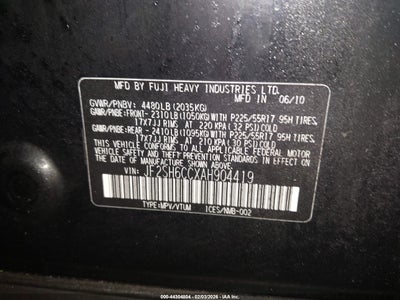 MFD BY FUJI HEAVY INDUSTRIES LTD.
4480LB (2035KG) IN 06/10
GVWR/PNBV: 
GAWR/PNBE:FRONT- 2310LB(1050KG)WITH P225/55R17 95H TIRES,
17X7JJ RIMS AT 220 KPA ( 32 PSI) COLD
GAWR/PNBE:REAR - 2410LB(1095KG)WITH P225/55R17 95H TIRES,
17X7JJ RIMS AT 210 KPA ( 30 PSI) COLD
THIS VEHICLE CONFORMS TO ALL APPLICABLE FEDERAL MOTOR
VEHICLE SAFETY, BUMPER, AND THEFT PREVENTION STANDARDS
IN EFFECT ON THE DATE OF MANUFACTURE SHOWN ABOVE.
VIN: JF2SH6CCXAH904419
TYPE:MPV/VTUM ICES/NMB-002
000-44304804 - 02/03/2026 - IAAI.COM